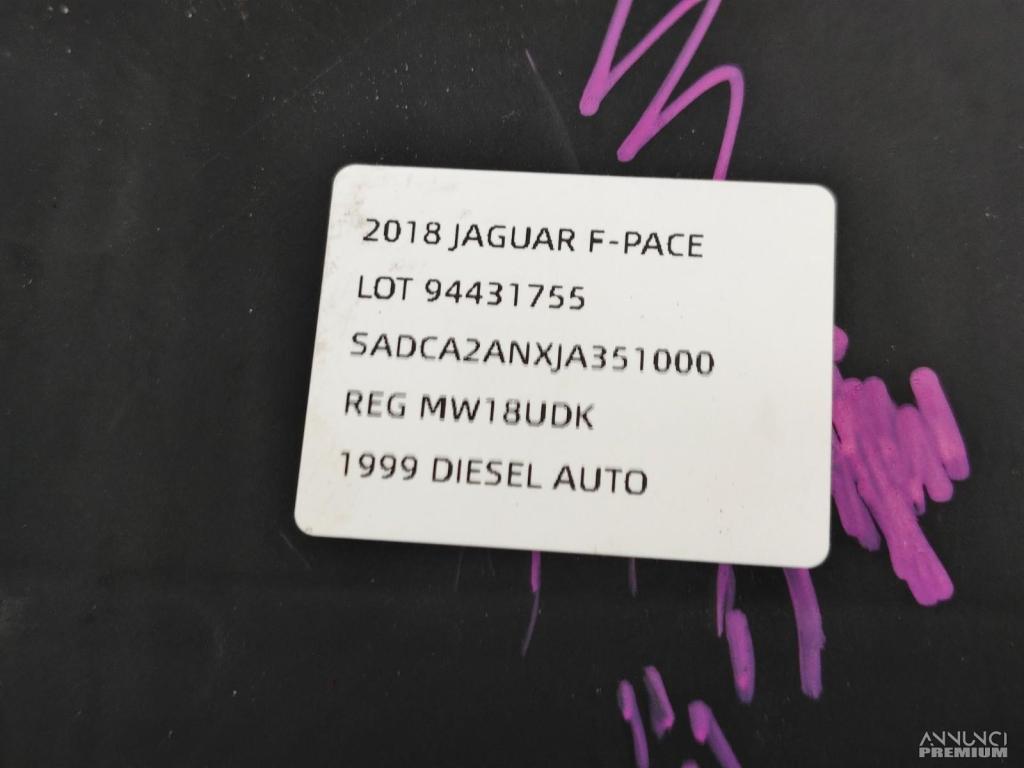 2018 JAGUAR F-PACE
LOT 94431755
SADCA2ANXJA351000
REG MW18UDK
1999 DIESEL AUTO
ANNUNCI
PREMIUM